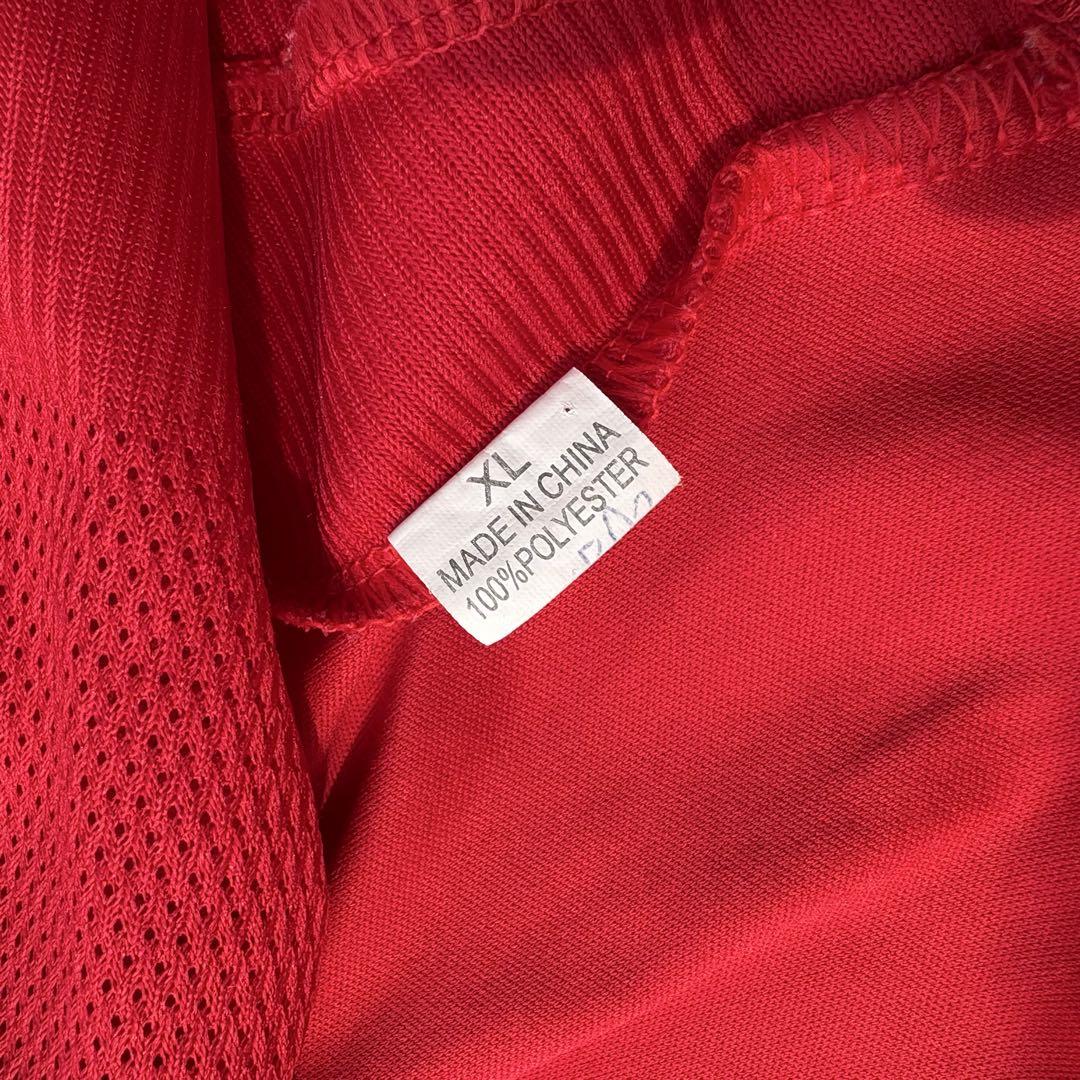 XL
MADE IN CHINA
100%POLYESTER